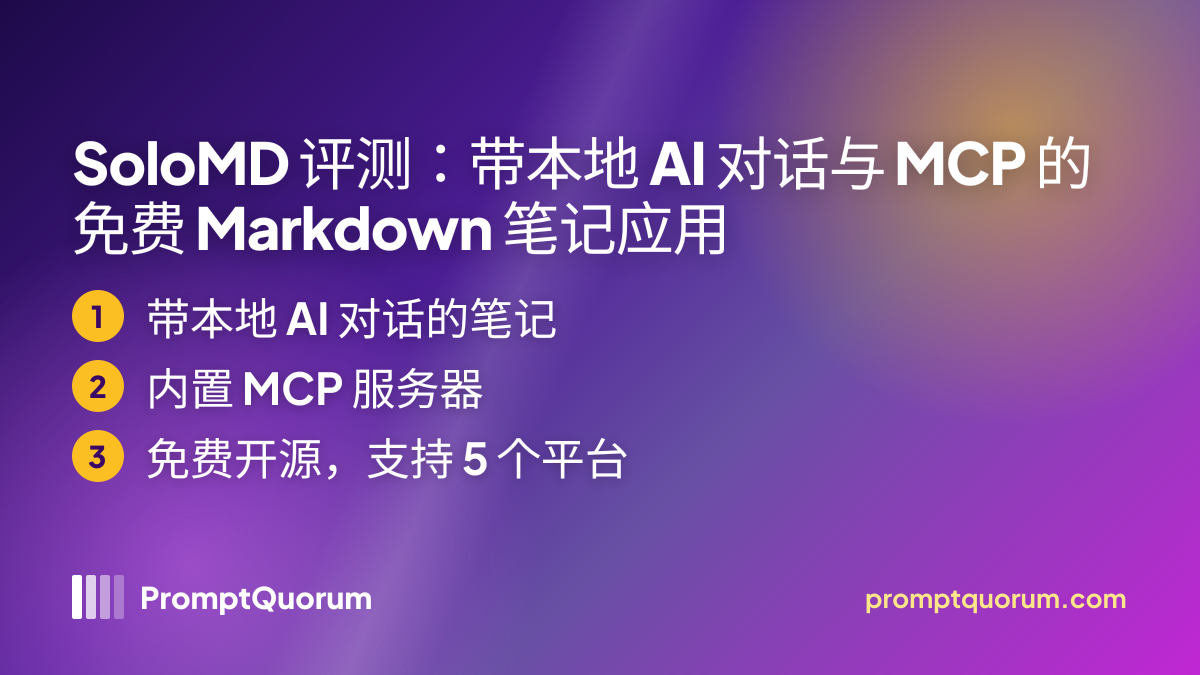 SoloMD 评测：带本地 AI 对话与 MCP 的
免费 Markdown 笔记应用
1 带本地 AI 对话的笔记
2 内置 MCP 服务器
3 免费开源，支持 5 个平台
PromptQuorum
promptquorum.com